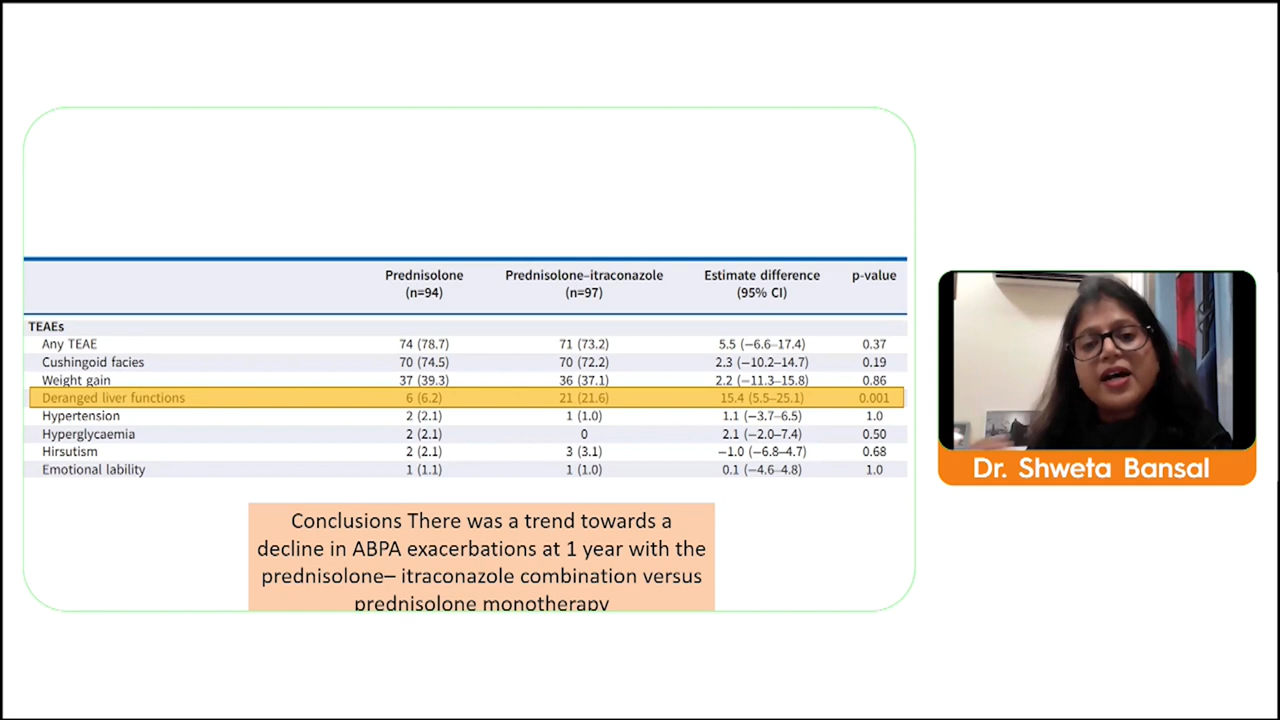 Prednisolone Prednisolone–itraconazole Estimate difference p-value
(n=94) (n=97) (95% CI)
TEAEs
Any TEAE 74 (78.7) 71 (73.2) 5.5 (−6.6–17.4) 0.37
Cushingoid facies 70 (74.5) 70 (72.2) 2.3 (−10.2–14.7) 0.19
Weight gain 37 (39.3) 36 (37.1) 2.2 (−11.3–15.8) 0.86
Deranged liver functions 6 (6.2) 21 (21.6) 15.4 (5.5–25.1) 0.001
Hypertension 2 (2.1) 1 (1.0) 1.1 (−3.7–6.5) 1.0
Hyperglycaemia 2 (2.1) 0 2.1 (−2.0–7.4) 0.50
Hirsutism 2 (2.1) 3 (3.1) −1.0 (−6.8–4.7) 0.68
Emotional lability 1 (1.1) 1 (1.0) 0.1 (−4.6–4.8) 1.0
Conclusions There was a trend towards a
decline in ABPA exacerbations at 1 year with the
prednisolone– itraconazole combination versus
prednisolone monotherapy
Dr. Shweta Bansal